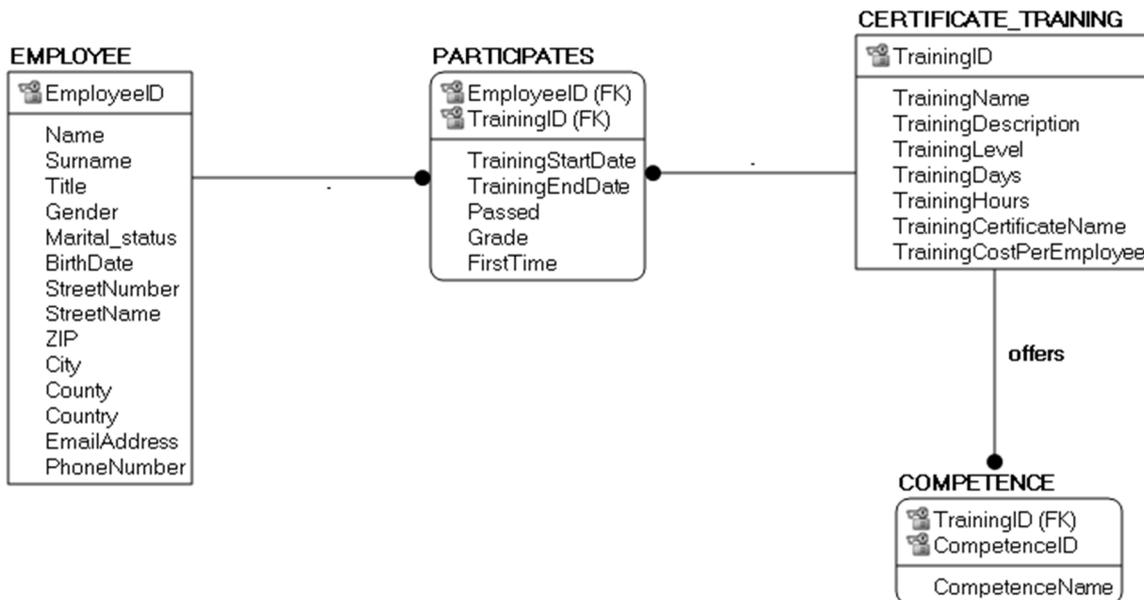 EMPLOYEE
EmployeeID
Name
Surname
Title
Gender
Marital_status
BirthDate
StreetNumber
StreetName
ZIP
City
County
Country
EmailAddress
PhoneNumber
PARTICIPATES
EmployeeID (FK)
TrainingID (FK)
TrainingStartDate
TrainingEndDate
Passed
Grade
FirstTime
CERTIFICATE_TRAINING
TrainingID
TrainingName
TrainingDescription
TrainingLevel
TrainingDays
TrainingHours
TrainingCertificateName
TrainingCostPerEmployee
offers
COMPETENCE
TrainingID (FK)
CompetenceID
CompetenceName